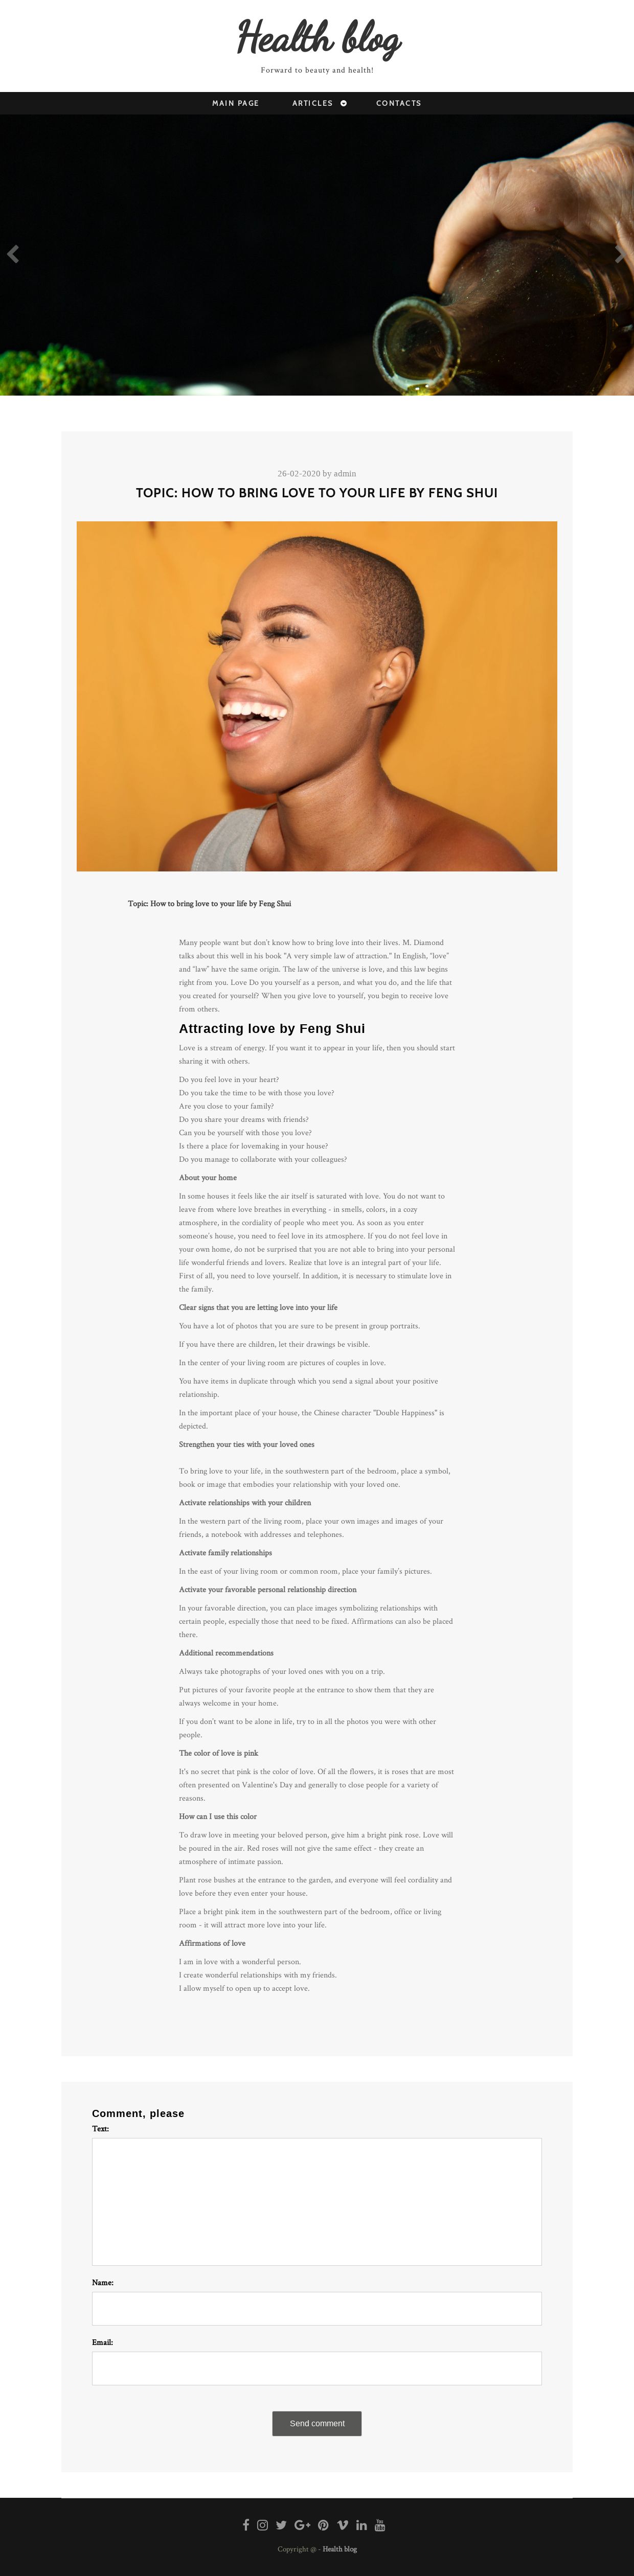 Health blog
Forward to beauty and health!
MAIN PAGE ARTICLES CONTACTS
26-02-2020 by admin
TOPIC: HOW TO BRING LOVE TO YOUR LIFE BY FENG SHUI
Topic: How to bring love to your life by Feng Shui
Many people want but don't know how to bring love into their lives. M. Diamond
talks about this well in his book "A very simple law of attraction." In English, "love"
and "law" have the same origin. The law of the universe is love, and this law begins
right from you. Love Do you yourself as a person, and what you do, and the life that
you created for yourself? When you give love to yourself, you begin to receive love
from others.
Attracting love by Feng Shui
Love is a stream of energy. If you want it to appear in your life, then you should start
sharing it with others.
Do you feel love in your heart?
Do you take the time to be with those you love?
Are you close to your family?
Do you share your dreams with friends?
Can you be yourself with those you love?
Is there a place for lovemaking in your house?
Do you manage to collaborate with your colleagues?
About your home
In some houses it feels like the air itself is saturated with love. You do not want to
leave from where love breathes in everything - in smells, colors, in a cozy
atmosphere, in the cordiality of people who meet you. As soon as you enter
someone's house, you need to feel love in its atmosphere. If you do not feel love in
your own home, do not be surprised that you are not able to bring into your personal
life wonderful friends and lovers. Realize that love is an integral part of your life.
First of all, you need to love yourself. In addition, it is necessary to stimulate love in
the family.
Clear signs that you are letting love into your life
You have a lot of photos that you are sure to be present in group portraits.
If you have there are children, let their drawings be visible.
In the center of your living room are pictures of couples in love.
You have items in duplicate through which you send a signal about your positive
relationship.
In the important place of your house, the Chinese character "Double Happiness" is
depicted.
Strengthen your ties with your loved ones
To bring love to your life, in the southwestern part of the bedroom, place a symbol,
book or image that embodies your relationship with your loved one.
Activate relationships with your children
In the western part of the living room, place your own images and images of your
friends, a notebook with addresses and telephones.
Activate family relationships
In the east of your living room or common room, place your family's pictures.
Activate your favorable personal relationship direction
In your favorable direction, you can place images symbolizing relationships with
certain people, especially those that need to be fixed. Affirmations can also be placed
there.
Additional recommendations
Always take photographs of your loved ones with you on a trip.
Put pictures of your favorite people at the entrance to show them that they are
always welcome in your home.
If you don't want to be alone in life, try to in all the photos you were with other
people.
The color of love is pink
It's no secret that pink is the color of love. Of all the flowers, it is roses that are most
often presented on Valentine's Day and generally to close people for a variety of
reasons.
How can I use this color
To draw love in meeting your beloved person, give him a bright pink rose. Love will
be poured in the air. Red roses will not give the same effect - they create an
atmosphere of intimate passion.
Plant rose bushes at the entrance to the garden, and everyone will feel cordiality and
love before they even enter your house.
Place a bright pink item in the southwestern part of the bedroom, office or living
room - it will attract more love into your life.
Affirmations of love
I am in love with a wonderful person.
I create wonderful relationships with my friends.
I allow myself to open up to accept love.
Comment, please
Text:
Name:
Email:
Send comment
Copyright @ - Health blog